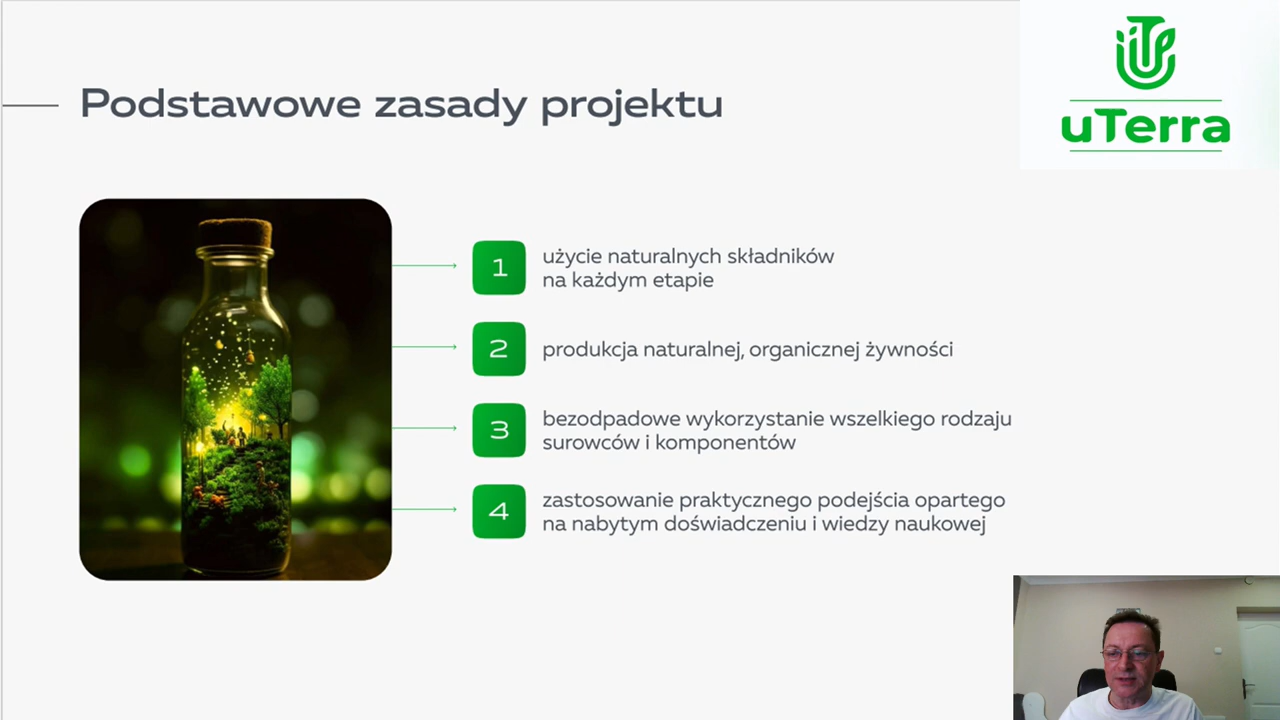 Podstawowe zasady projektu
uTerra
1
użycie naturalnych składników
na każdym etapie
2
produkcja naturalnej, organicznej żywności
3
bezodpadowe wykorzystanie wszelkiego rodzaju
surowców i komponentów
4
zastosowanie praktycznego podejścia opartego
na nabytym doświadczeniu i wiedzy naukowej